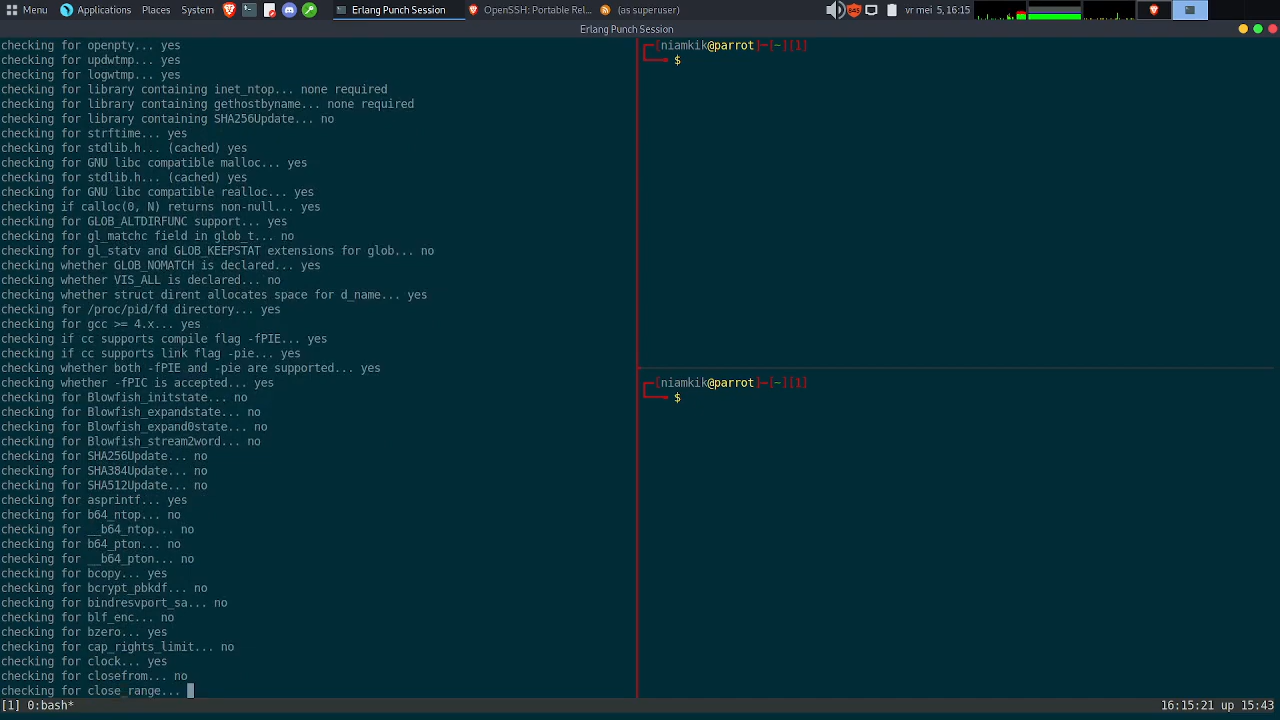 Menu Applications Places System Erlang Punch Session OpenSSH: Portable Rel... (as superuser) vr mei 5, 16:15
Erlang Punch Session
checking for openpty... yes
checking for updwtmp... yes
checking for logwtmp... yes
checking for library containing inet_ntop... none required
checking for library containing gethostbyname... none required
checking for library containing SHA256Update... no
checking for strftime... yes
checking for stdlib.h... (cached) yes
checking for GNU libc compatible malloc... yes
checking for stdlib.h... (cached) yes
checking for GNU libc compatible realloc... yes
checking if calloc(0, N) returns non-null... yes
checking for GLOB_ALTDIRFUNC support... yes
checking for gl_matchc field in glob_t... no
checking for gl_statv and GLOB_KEEPSTAT extensions for glob... no
checking whether GLOB_NOMATCH is declared... yes
checking whether VIS_ALL is declared... no
checking whether struct dirent allocates space for d_name... yes
checking for /proc/pid/fd directory... yes
checking for gcc >= 4.x... yes
checking if cc supports compile flag -fPIE... yes
checking if cc supports link flag -pie... yes
checking whether both -fPIE and -pie are supported... yes
checking whether -fPIC is accepted... yes
checking for Blowfish_initstate... no
checking for Blowfish_expandstate... no
checking for Blowfish_expand0state... no
checking for Blowfish_stream2word... no
checking for SHA256Update... no
checking for SHA384Update... no
checking for SHA512Update... no
checking for asprintf... yes
checking for b64_ntop... no
checking for __b64_ntop... no
checking for b64_pton... no
checking for __b64_pton... no
checking for bcopy... yes
checking for bcrypt_pbkdf... no
checking for bindresvport_sa... no
checking for blf_enc... no
checking for bzero... yes
checking for cap_rights_limit... no
checking for clock... yes
checking for closefrom... no
checking for close_range...
[niamkik@parrot]─[~][1]
$
[niamkik@parrot]─[~][1]
$
[1] 0:bash* 16:15:21 up 15:43